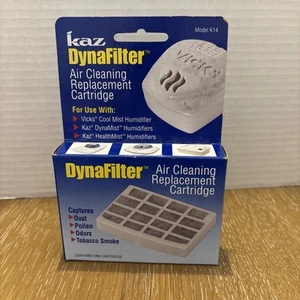 kaz
Model K14
DynaFilter™
Air Cleaning
Replacement
Cartridge
For Use With:
Vicks® Cool Mist Humidifier
Kaz® DynaMist™ Humidifiers
Kaz® HealthMist™ Humidifiers
VICKS
DynaFilter™
Air Cleaning
Replacement
Cartridge
Captures
Dust
Pollen
Odors
Tobacco Smoke
CONTAINS ONE CARTRIDGE